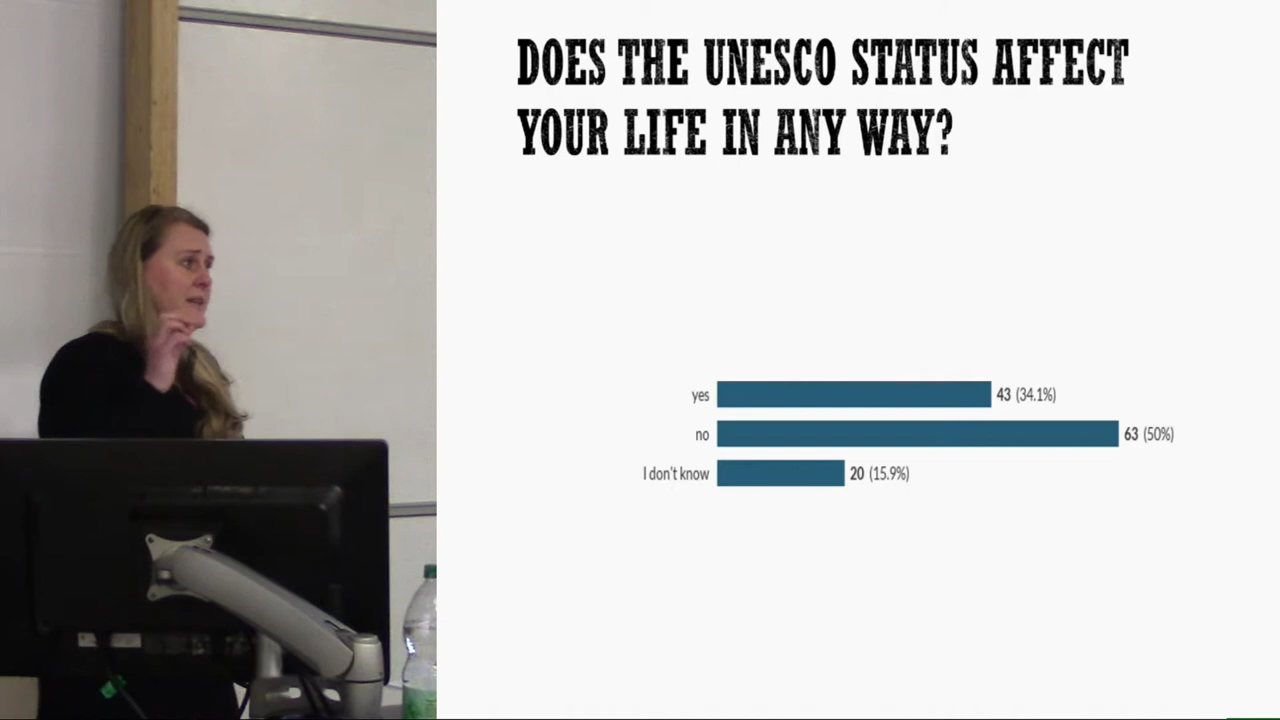 DOES THE UNESCO STATUS AFFECT
YOUR LIFE IN ANY WAY?
yes 43 (34.1%)
no 63 (50%)
I don't know 20 (15.9%)